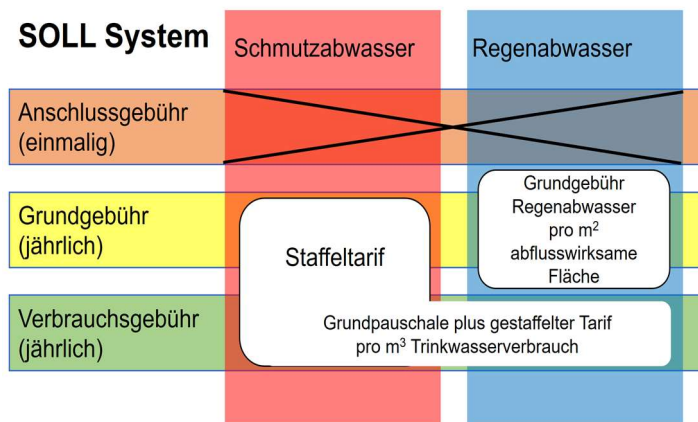 SOLL System
Schmutzabwasser
Regenabwasser
Anschlussgebühr
(einmalig)
Grundgebühr
(jährlich)
Staffeltarif
Grundgebühr
Regenabwasser
pro m²
abflusswirksame
Fläche
Verbrauchsgebühr
(jährlich)
Grundpauschale plus gestaffelter Tarif
pro m³ Trinkwasserverbrauch